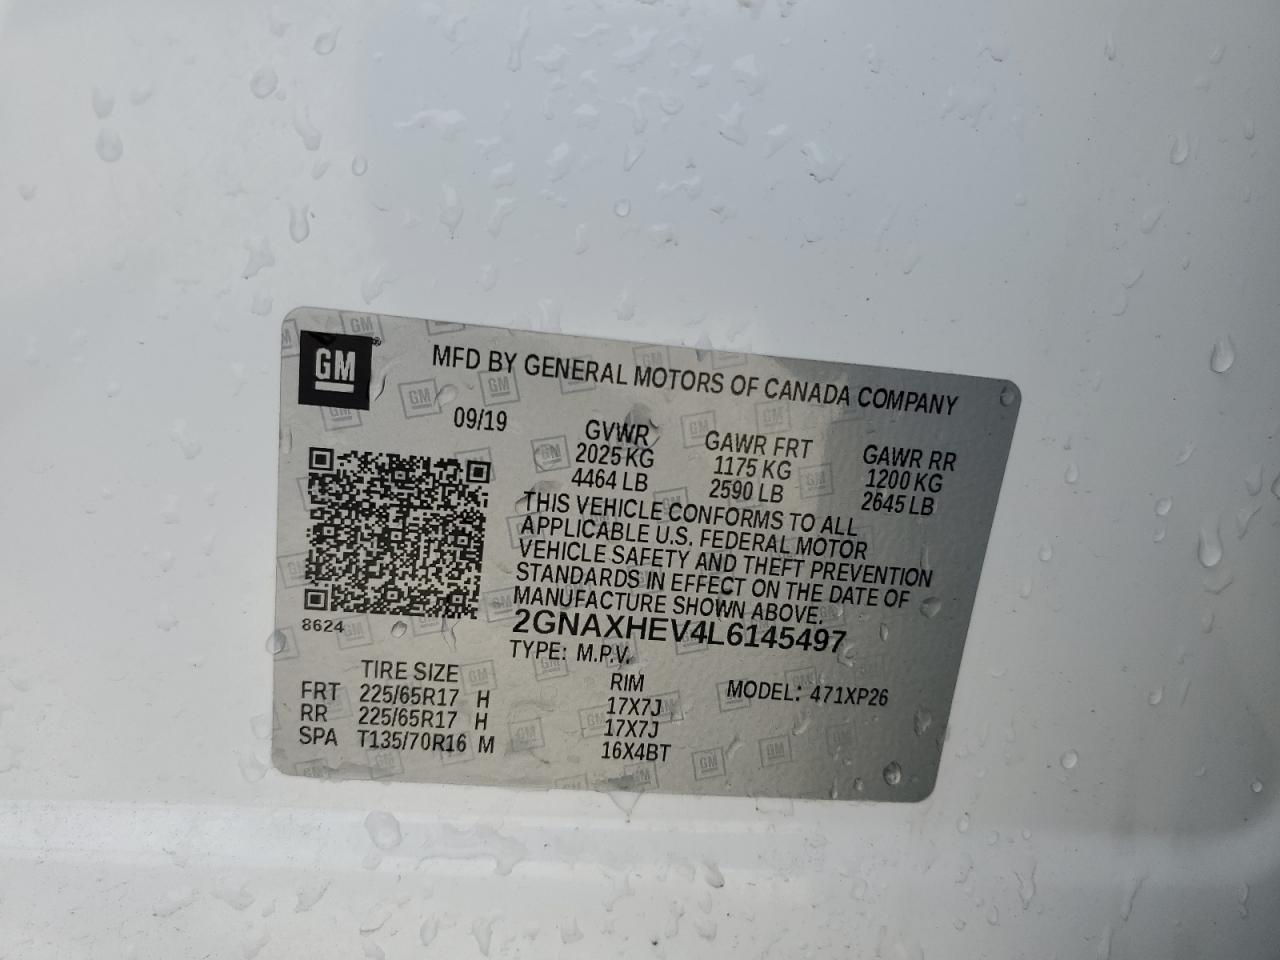 GM
MFD BY GENERAL MOTORS OF CANADA COMPANY
09/19
GVWR GAWR FRT GAWR RR
2025 KG 1175 KG 1200 KG
4464 LB 2590 LB 2645 LB
THIS VEHICLE CONFORMS TO ALL
APPLICABLE U.S. FEDERAL MOTOR
VEHICLE SAFETY AND THEFT PREVENTION
STANDARDS IN EFFECT ON THE DATE OF
MANUFACTURE SHOWN ABOVE.
8624
2GNAXHEV4L6145497
TYPE: M.P.V.
TIRE SIZE RIM MODEL: 471XP26
FRT 225/65R17 H 17X7J
RR 225/65R17 H 17X7J
SPA T135/70R16 M 16X4BT